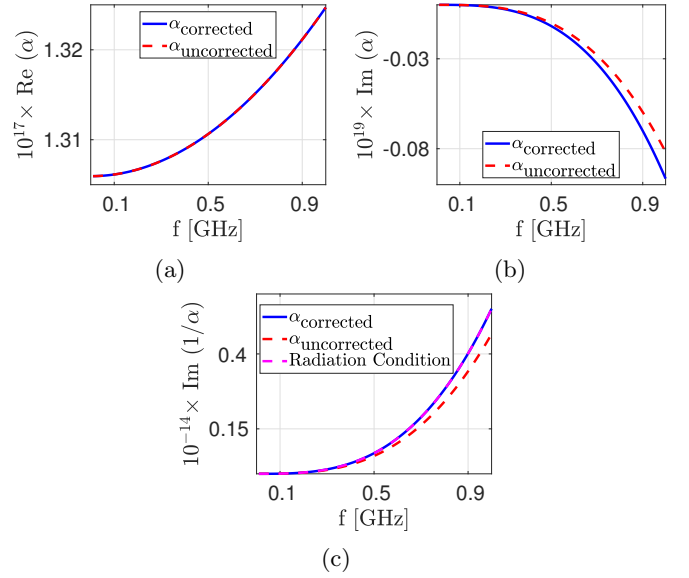 1.32
1.31
10^17 × Re (α)
α_corrected
α_uncorrected
0.1 0.5 0.9
f [GHz]
(a)
-0.03
-0.08
10^19 × Im (α)
α_corrected
α_uncorrected
0.1 0.5 0.9
f [GHz]
(b)
0.4
0.15
10^-14 × Im (1/α)
α_corrected
α_uncorrected
Radiation Condition
0.1 0.5 0.9
f [GHz]
(c)